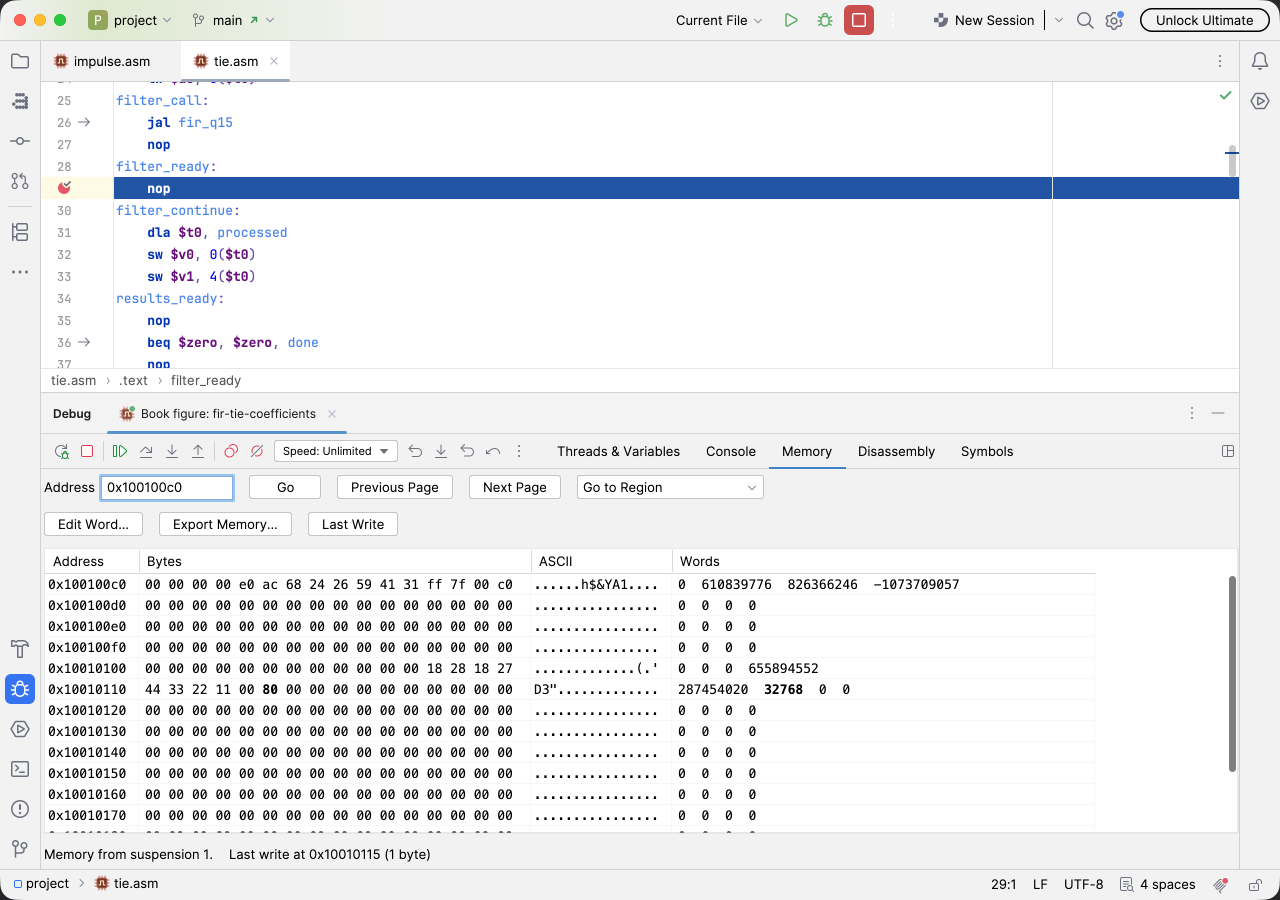 P project main Current File New Session Unlock Ultimate
impulse.asm tie.asm
25 filter_call:
26 jal fir_q15
27 nop
28 filter_ready:
nop
30 filter_continue:
31 dla $t0, processed
32 sw $v0, 0($t0)
33 sw $v1, 4($t0)
34 results_ready:
35 nop
36 beq $zero, $zero, done
37 nop
tie.asm › .text › filter_ready
Debug Book figure: fir-tie-coefficients
Speed: Unlimited Threads & Variables Console Memory Disassembly Symbols
Address 0x100100c0 Go Previous Page Next Page Go to Region
Edit Word... Export Memory... Last Write
Address Bytes ASCII Words
0x100100c0 00 00 00 00 e0 ac 68 24 26 59 41 31 ff 7f 00 c0 ......h$&YA1.... 0 610839776 826366246 -1073709057
0x100100d0 00 00 00 00 00 00 00 00 00 00 00 00 00 00 00 00 ................ 0 0 0 0
0x100100e0 00 00 00 00 00 00 00 00 00 00 00 00 00 00 00 00 ................ 0 0 0 0
0x100100f0 00 00 00 00 00 00 00 00 00 00 00 00 00 00 00 00 ................ 0 0 0 0
0x10010100 00 00 00 00 00 00 00 00 00 00 00 00 18 28 18 27 .............(.' 0 0 0 655894552
0x10010110 44 33 22 11 00 80 00 00 00 00 00 00 00 00 00 00 D3"............. 287454020 32768 0 0
0x10010120 00 00 00 00 00 00 00 00 00 00 00 00 00 00 00 00 ................ 0 0 0 0
0x10010130 00 00 00 00 00 00 00 00 00 00 00 00 00 00 00 00 ................ 0 0 0 0
0x10010140 00 00 00 00 00 00 00 00 00 00 00 00 00 00 00 00 ................ 0 0 0 0
0x10010150 00 00 00 00 00 00 00 00 00 00 00 00 00 00 00 00 ................ 0 0 0 0
0x10010160 00 00 00 00 00 00 00 00 00 00 00 00 00 00 00 00 ................ 0 0 0 0
0x10010170 00 00 00 00 00 00 00 00 00 00 00 00 00 00 00 00 ................ 0 0 0 0
Memory from suspension 1. Last write at 0x10010115 (1 byte)
project › tie.asm 29:1 LF UTF-8 4 spaces